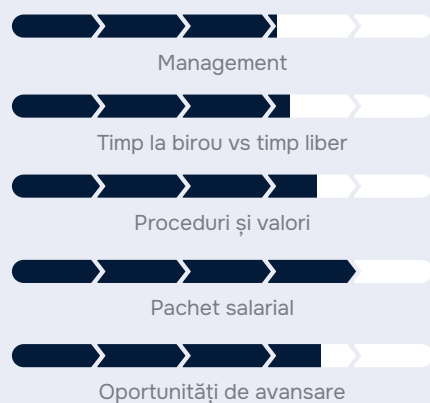 Management
Timp la birou vs timp liber
Proceduri și valori
Pachet salarial
Oportunități de avansare